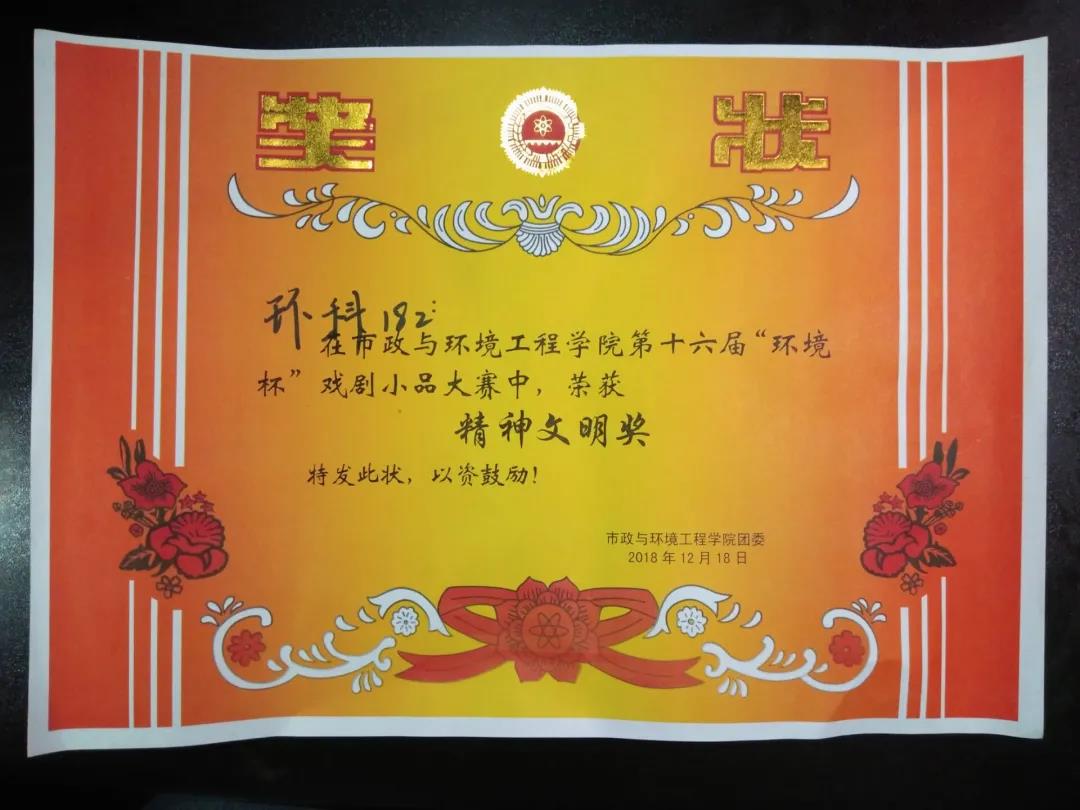 奖 状
环科182:
在市政与环境工程学院第十六届“环境
杯”戏剧小品大赛中，荣获
精神文明奖
特发此状，以资鼓励！
市政与环境工程学院团委
2018年12月18日